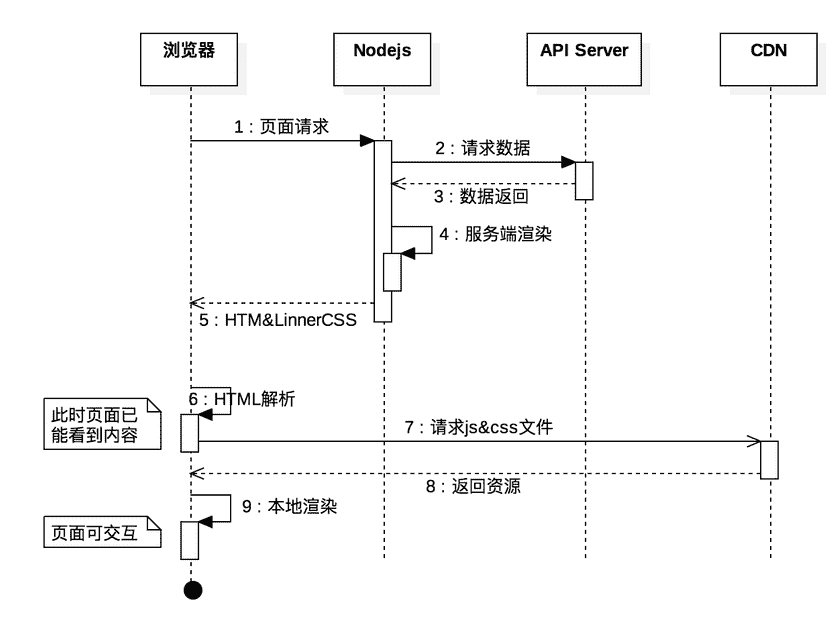 浏览器
Nodejs
API Server
CDN
1：页面请求
2：请求数据
3：数据返回
4：服务端渲染
5：HTM&LinnerCSS
6：HTML解析
此时页面已
能看到内容
7：请求js&css文件
8：返回资源
9：本地渲染
页面可交互